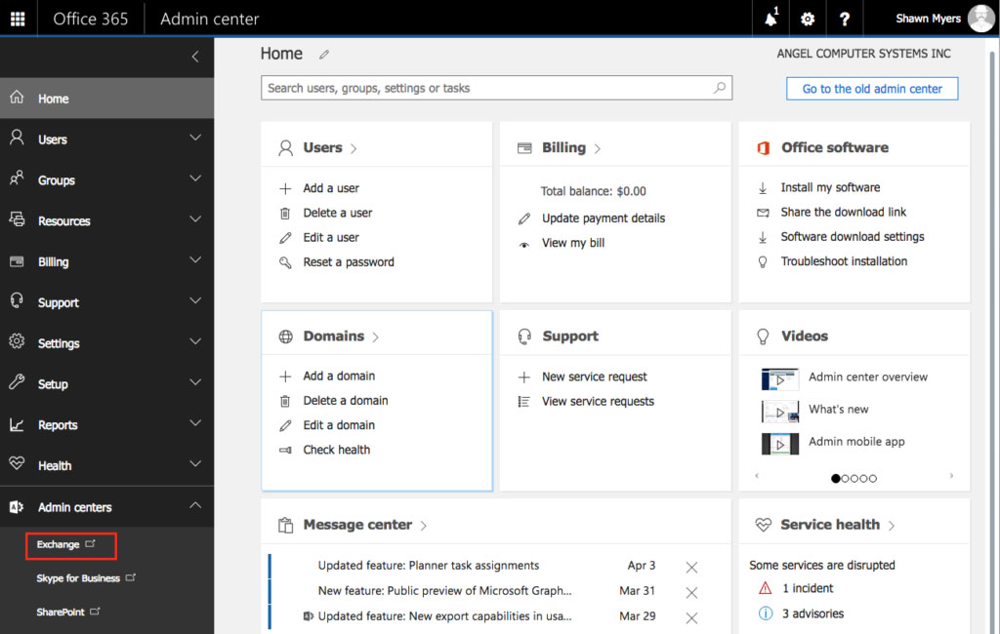 Office 365
Admin center
1
?
Shawn Myers
Home
Users
Groups
Resources
Billing
Support
Settings
Setup
Reports
Health
Admin centers
Exchange
Skype for Business
SharePoint
Home
ANGEL COMPUTER SYSTEMS INC
Search users, groups, settings or tasks
Go to the old admin center
Users
Add a user
Delete a user
Edit a user
Reset a password
Billing
Total balance: $0.00
Update payment details
View my bill
Office software
Install my software
Share the download link
Software download settings
Troubleshoot installation
Domains
Add a domain
Delete a domain
Edit a domain
Check health
Support
New service request
View service requests
Videos
Admin center overview
What's new
Admin mobile app
Message center
Updated feature: Planner task assignments Apr 3
New feature: Public preview of Microsoft Graph... Mar 31
Updated feature: New export capabilities in usa... Mar 29
Service health
Some services are disrupted
1 incident
3 advisories